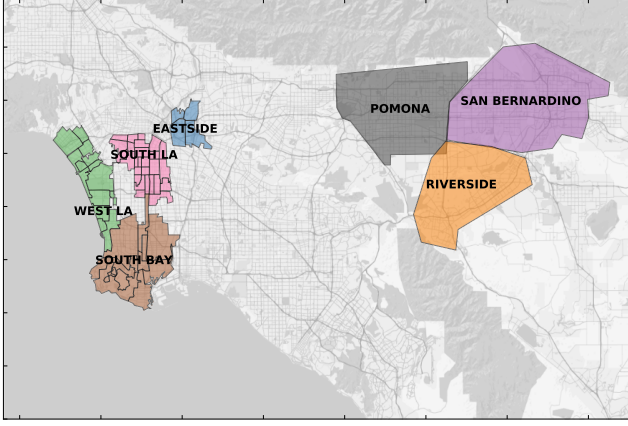 POMONA
SAN BERNARDINO
EASTSIDE
SOUTH LA
RIVERSIDE
WEST LA
SOUTH BAY